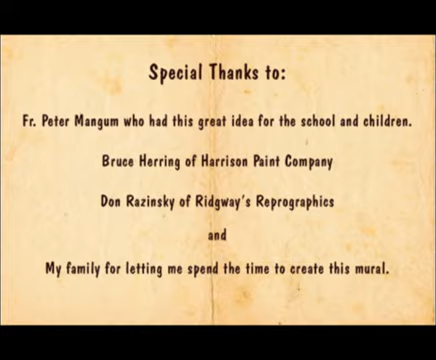 Special Thanks to:
Fr. Peter Mangum who had this great idea for the school and children.
Bruce Herring of Harrison Paint Company
Don Razinsky of Ridgway's Reprographics
and
My family for letting me spend the time to create this mural.